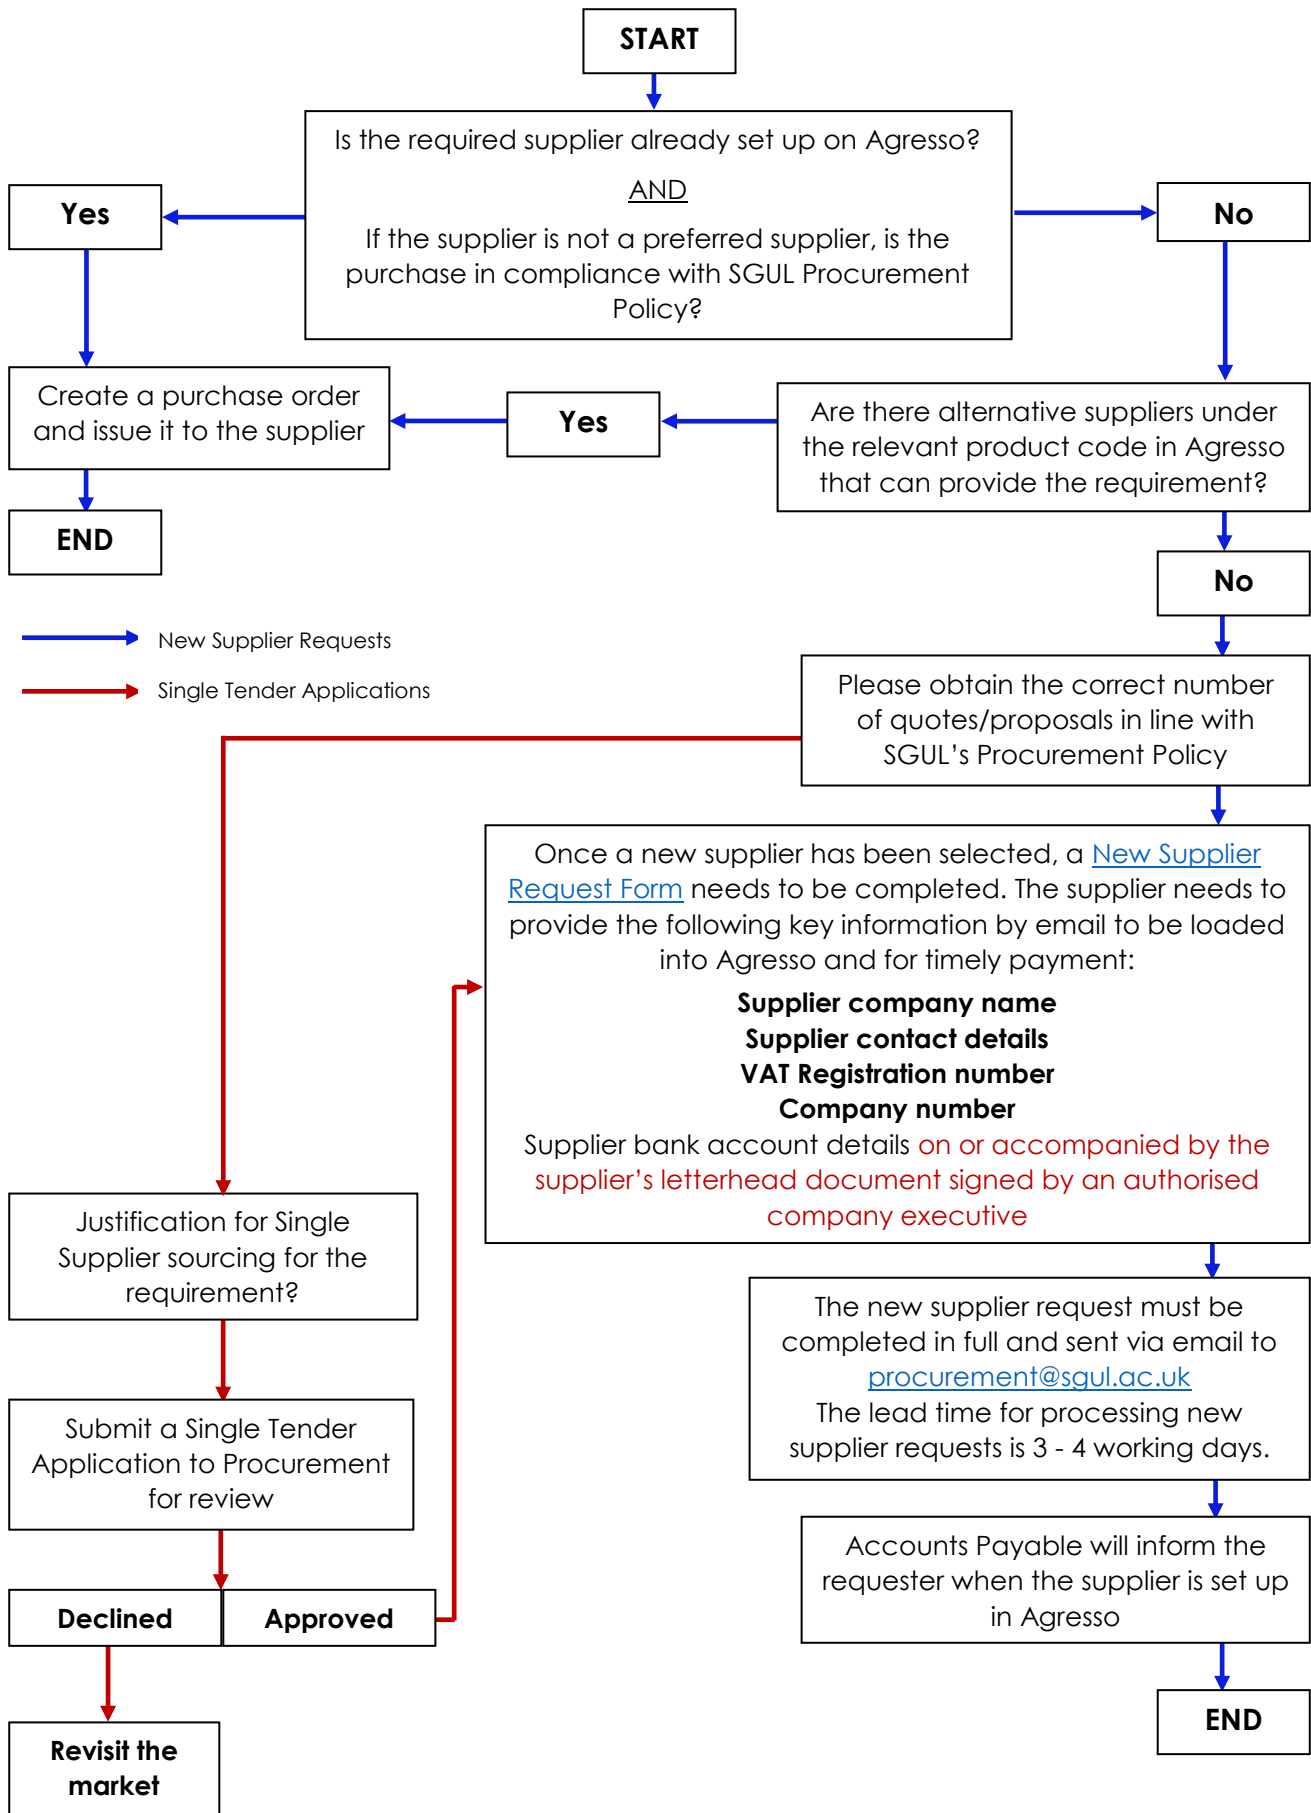 START
Is the required supplier already set up on Agresso?
AND
If the supplier is not a preferred supplier, is the
purchase in compliance with SGUL Procurement
Policy?
Yes
No
Create a purchase order
and issue it to the supplier
Yes
Are there alternative suppliers under
the relevant product code in Agresso
that can provide the requirement?
END
No
New Supplier Requests
Single Tender Applications
Please obtain the correct number
of quotes/proposals in line with
SGUL’s Procurement Policy
Once a new supplier has been selected, a New Supplier
Request Form needs to be completed. The supplier needs to
provide the following key information by email to be loaded
into Agresso and for timely payment:
Supplier company name
Supplier contact details
VAT Registration number
Company number
Supplier bank account details on or accompanied by the
supplier’s letterhead document signed by an authorised
company executive
Justification for Single
Supplier sourcing for the
requirement?
The new supplier request must be
completed in full and sent via email to
procurement@sgul.ac.uk
The lead time for processing new
supplier requests is 3 - 4 working days.
Submit a Single Tender
Application to Procurement
for review
Accounts Payable will inform the
requester when the supplier is set up
in Agresso
Declined
Approved
END
Revisit the
market